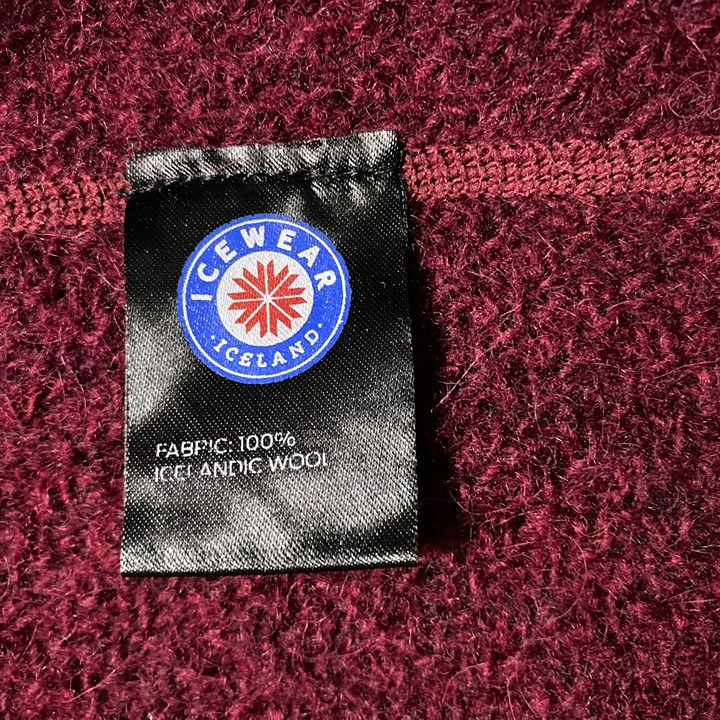 ICEWEAR
·ICELAND·
FABRIC: 100%
ICELANDIC WOOL